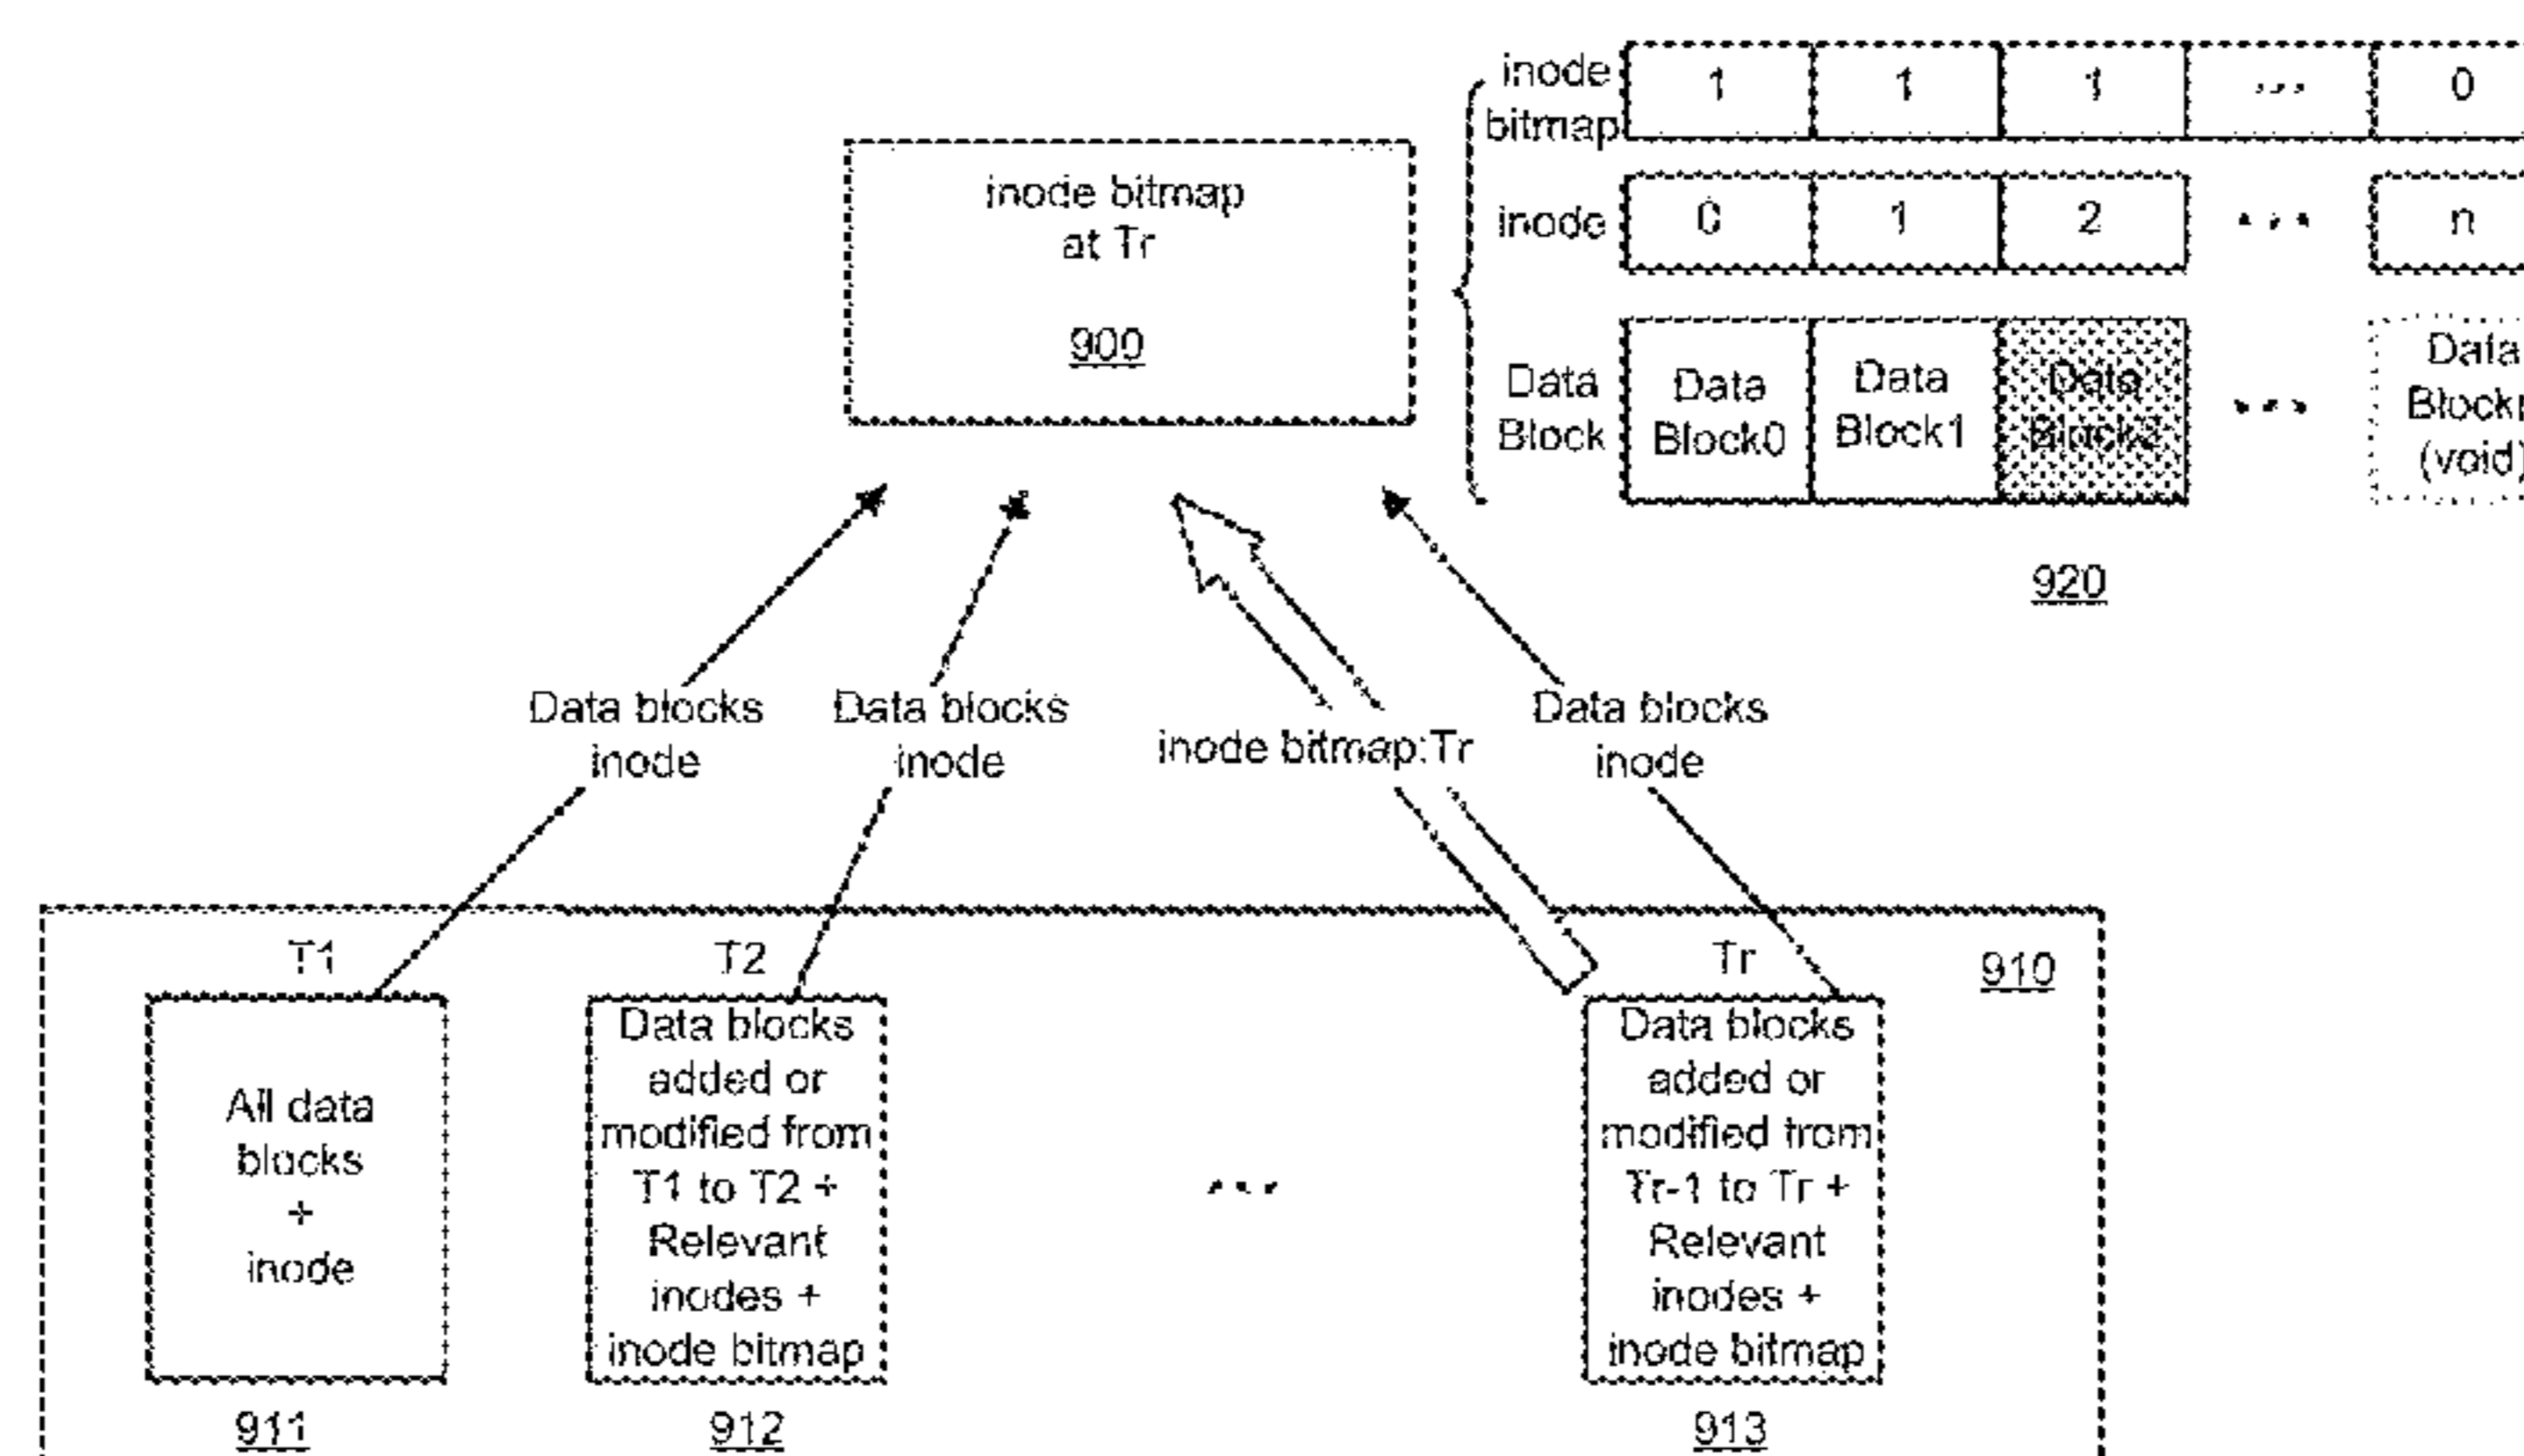 inode bitmap
at Tr
900
inode
bitmap
1 1 1 ... 0
inode
0 1 2 ... n
Data
Block
Data
Block0
Data
Block1
Data
...
Data
(void)
920
Data blocks
inode
Data blocks
inode
inode bitmap:Tr
Data blocks
inode
T1
T2
Tr
910
All data
blocks
+
inode
911
Data blocks
added or
modified from
T1 to T2 +
Relevant
inodes +
inode bitmap
912
...
Data blocks
added or
modified from
Tr-1 to Tr +
Relevant
inodes +
inode bitmap
913